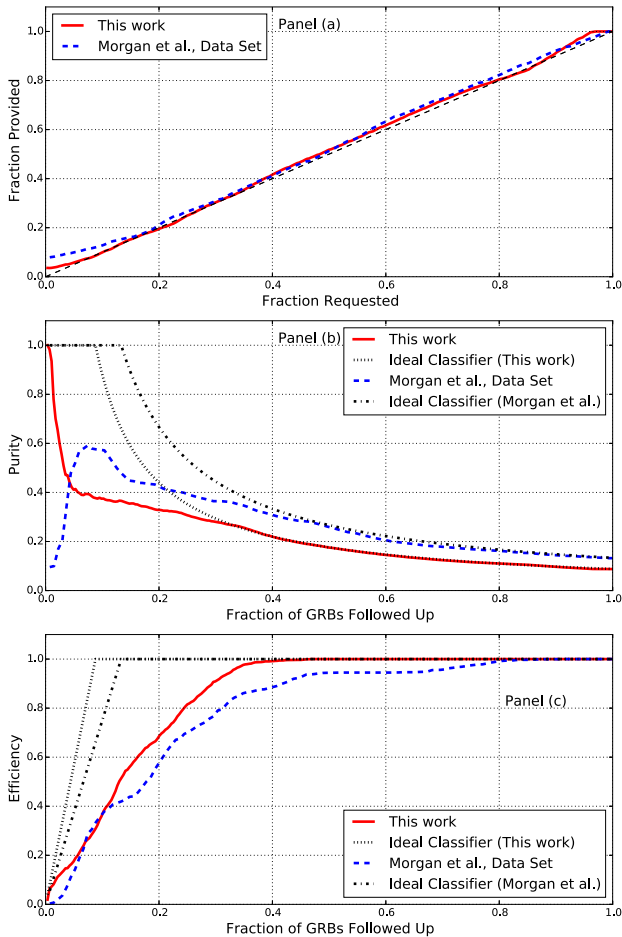 This work
Morgan et al., Data Set
Panel (a)
1.0
0.8
0.6
0.4
0.2
0.0
0.0 0.2 0.4 0.6 0.8 1.0
Fraction Provided
Fraction Requested
Panel (b)
This work
Ideal Classifier (This work)
Morgan et al., Data Set
Ideal Classifier (Morgan et al.)
1.0
0.8
0.6
0.4
0.2
0.0
0.0 0.2 0.4 0.6 0.8 1.0
Purity
Fraction of GRBs Followed Up
Panel (c)
This work
Ideal Classifier (This work)
Morgan et al., Data Set
Ideal Classifier (Morgan et al.)
1.0
0.8
0.6
0.4
0.2
0.0
0.0 0.2 0.4 0.6 0.8 1.0
Efficiency
Fraction of GRBs Followed Up